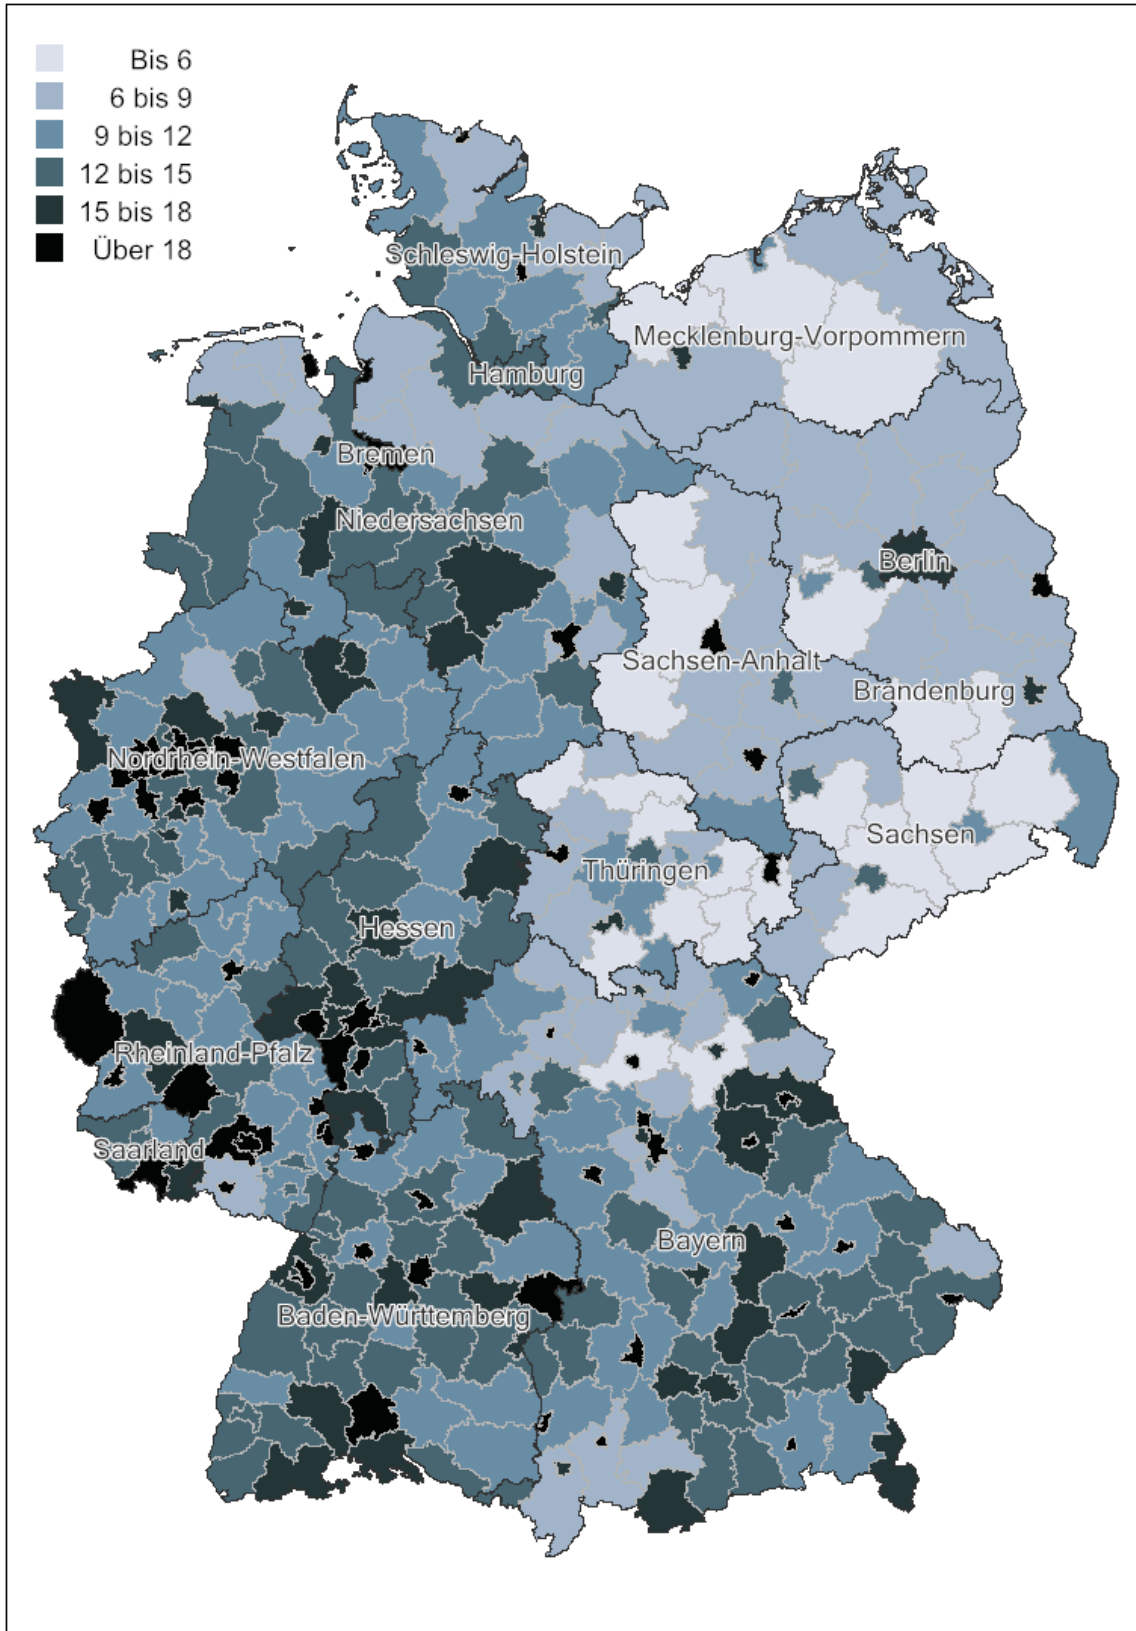 Bis 6
6 bis 9
9 bis 12
12 bis 15
15 bis 18
Über 18
Schleswig-Holstein
Mecklenburg-Vorpommern
Hamburg
Bremen
Niedersachsen
Berlin
Sachsen-Anhalt
Brandenburg
Nordrhein-Westfalen
Sachsen
Thüringen
Hessen
Rheinland-Pfalz
Saarland
Bayern
Baden-Württemberg